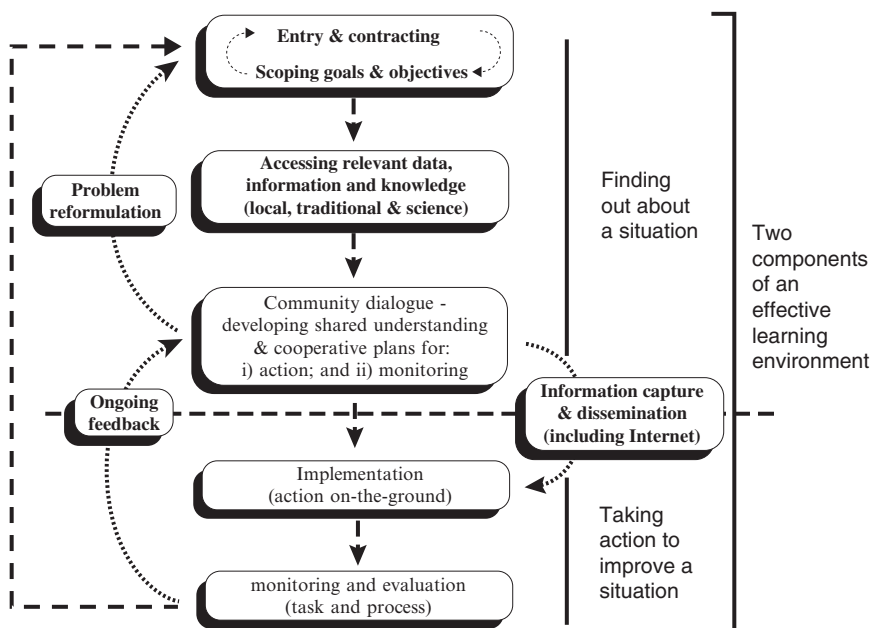 Entry & contracting
Scoping goals & objectives
Accessing relevant data,
information and knowledge
(local, traditional & science)
Problem
reformulation
Finding
out about
a situation
Two
components
of an
effective
learning
environment
Community dialogue -
developing shared understanding
& cooperative plans for:
i) action; and ii) monitoring
Ongoing
feedback
Information capture
& dissemination
(including Internet)
Implementation
(action on-the-ground)
Taking
action to
improve a
situation
monitoring and evaluation
(task and process)